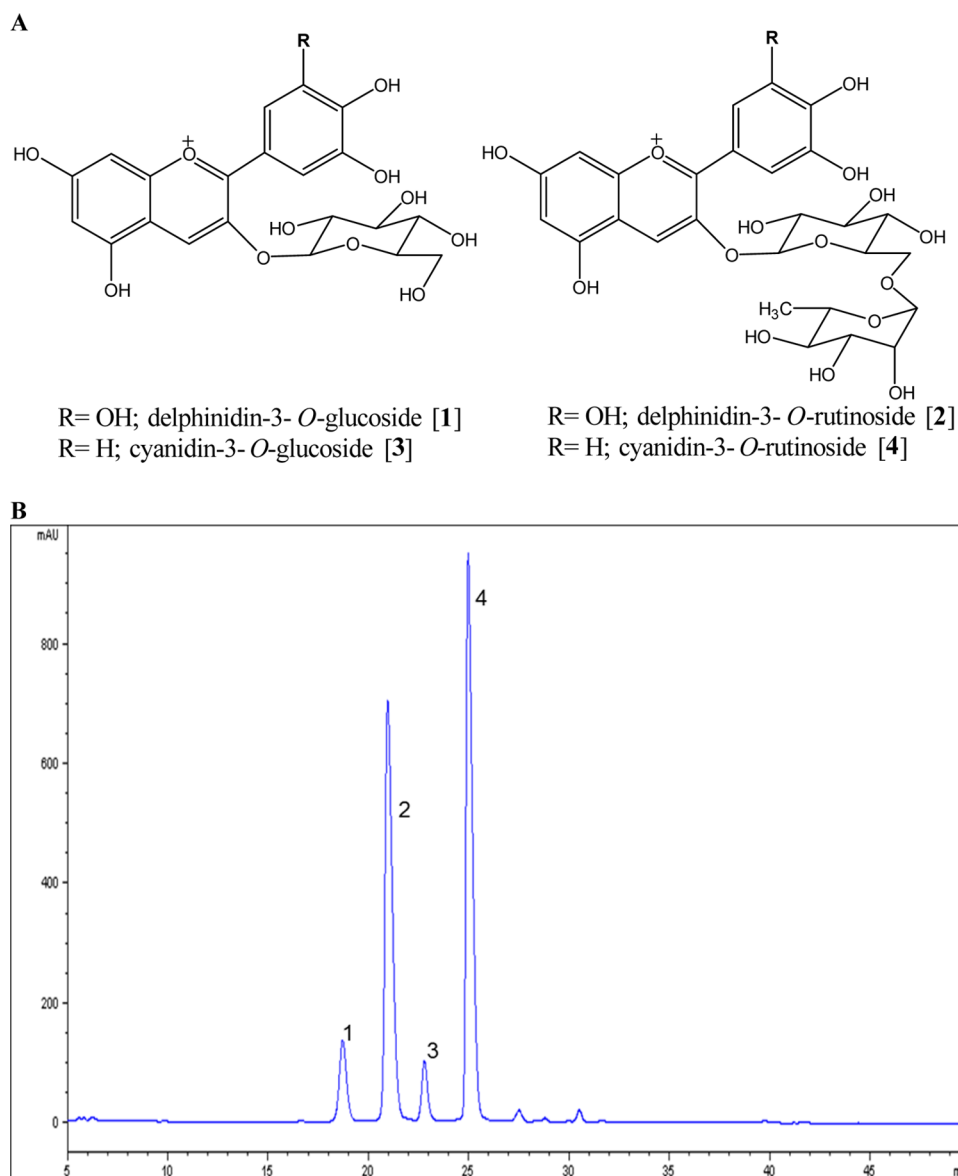 A
R
R
OH
OH
HO
O
+
OH
OH
HO
O
+
OH
OH
HO
O
OH
O
OH
HO
OH
HO
HO
O
OH
O
OH
O
H₃C
O
HO
HO
OH
OH
R= OH; delphinidin-3- O-glucoside [1]
R= H; cyanidin-3- O-glucoside [3]
R= OH; delphinidin-3- O-rutinoside [2]
R= H; cyanidin-3- O-rutinoside [4]
B
mAU
800
600
400
200
0
4
2
1
3
5
10
15
20
25
30
35
40
45